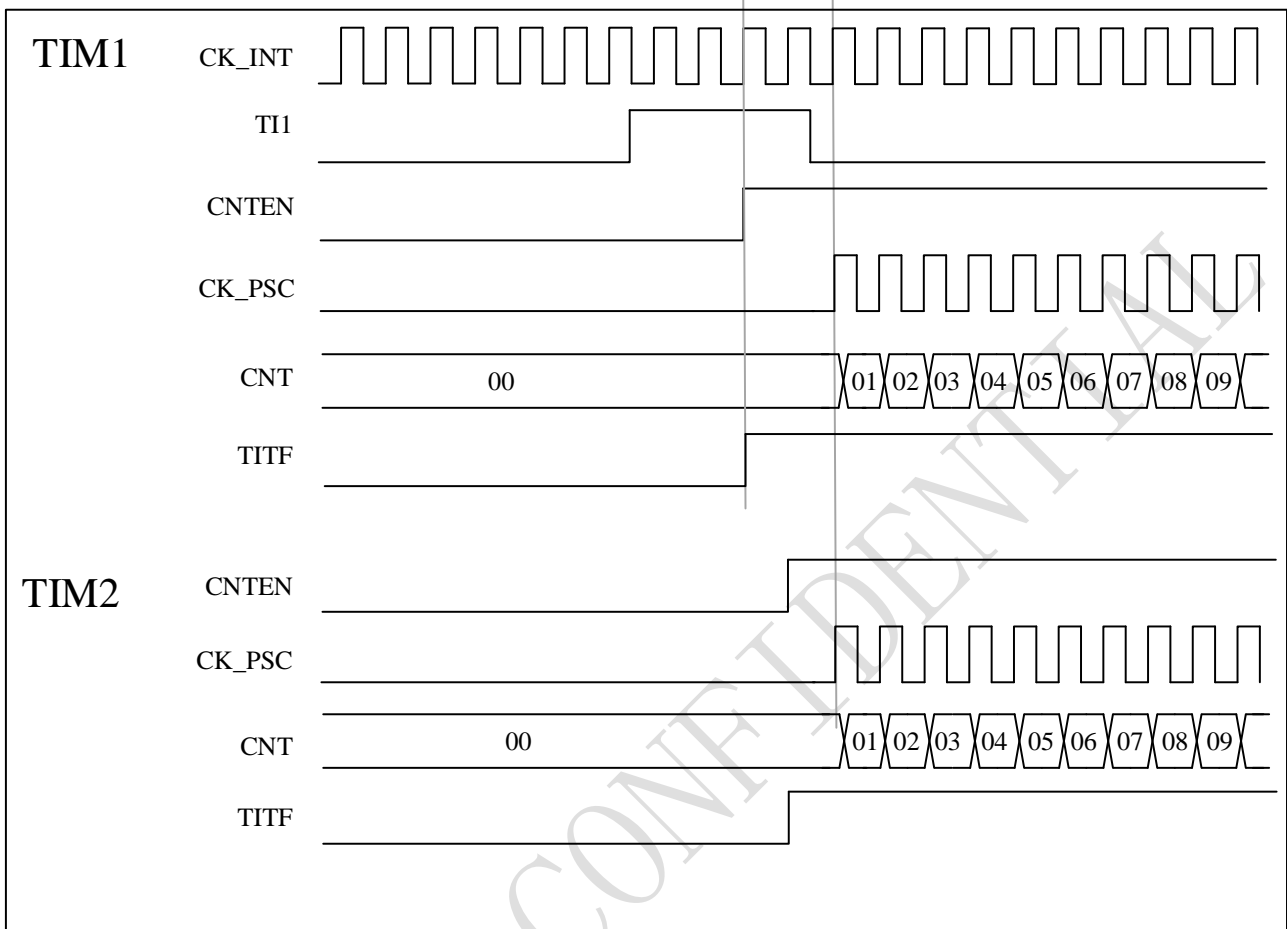 TIM1
CK_INT
TI1
CNTEN
CK_PSC
CNT 00 01 02 03 04 05 06 07 08 09
TITF
TIM2
CNTEN
CK_PSC
CNT 00 01 02 03 04 05 06 07 08 09
TITF
CONFIDENTIAL